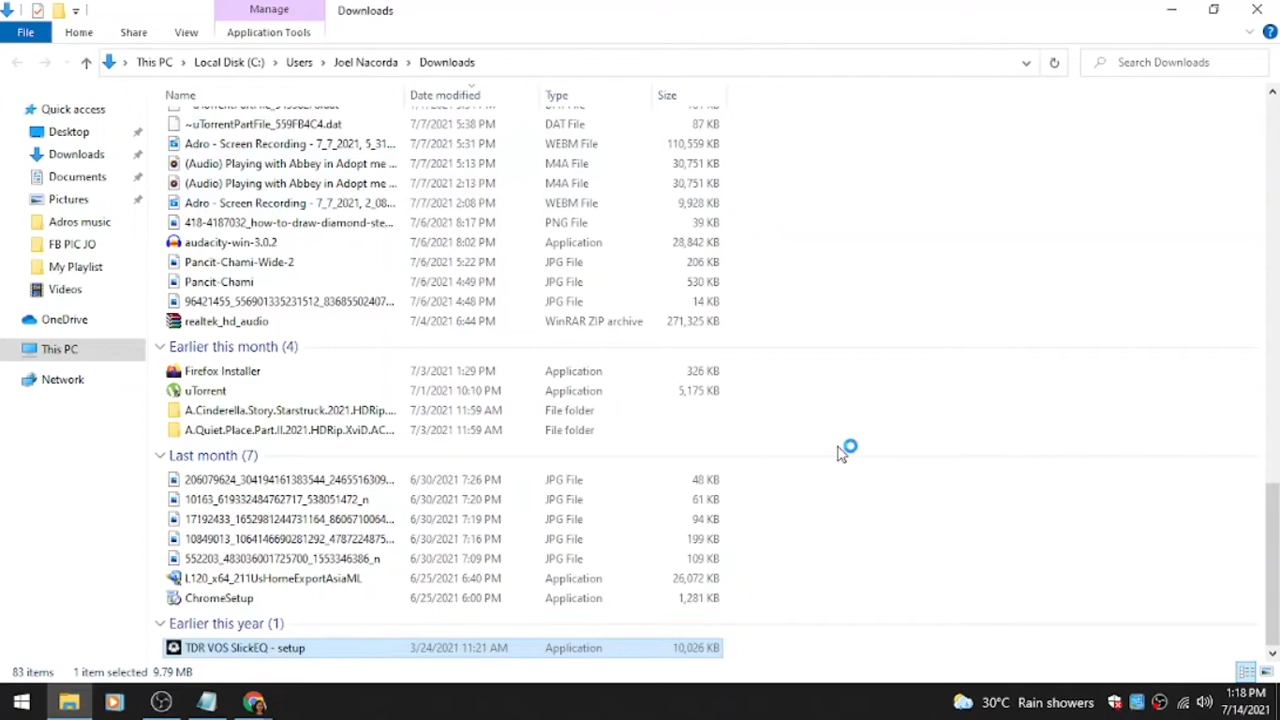 Manage
Downloads
File
Home
Share
View
Application Tools
This PC
Local Disk (C:)
Users
Joel Nacorda
Downloads
Search Downloads
Name
Date modified
Type
Size
~uTorrentPartFile_559FB4C4.dat 7/7/2021 5:38 PM DAT File 87 KB
Adro - Screen Recording - 7_7_2021, 5_31... 7/7/2021 5:31 PM WEBM File 110,559 KB
(Audio) Playing with Abbey in Adopt me ... 7/7/2021 5:13 PM M4A File 30,751 KB
(Audio) Playing with Abbey in Adopt me ... 7/7/2021 2:13 PM M4A File 30,751 KB
Adro - Screen Recording - 7_7_2021, 2_08... 7/7/2021 2:08 PM WEBM File 9,928 KB
418-4187032_how-to-draw-diamond-ste... 7/6/2021 8:17 PM PNG File 39 KB
audacity-win-3.0.2 7/6/2021 8:02 PM Application 28,842 KB
Pancit-Chami-Wide-2 7/6/2021 5:22 PM JPG File 206 KB
Pancit-Chami 7/6/2021 4:49 PM JPG File 530 KB
96421455_556901335231512_83685502407... 7/6/2021 4:48 PM JPG File 14 KB
realtek_hd_audio 7/4/2021 6:44 PM WinRAR ZIP archive 271,325 KB
Earlier this month (4)
Firefox Installer 7/3/2021 1:29 PM Application 326 KB
uTorrent 7/1/2021 10:10 PM Application 5,175 KB
A.Cinderella.Story.Starstruck.2021.HDRip.... 7/3/2021 11:59 AM File folder
A.Quiet.Place.Part.II.2021.HDRip.XviD.AC... 7/3/2021 11:59 AM File folder
Last month (7)
206079624_304194161383544_2465516309... 6/30/2021 7:26 PM JPG File 48 KB
10163_619332484762717_538051472_n 6/30/2021 7:20 PM JPG File 61 KB
17192433_1652981244731164_8606710064... 6/30/2021 7:19 PM JPG File 94 KB
10849013_1064146690281292_4787224875... 6/30/2021 7:16 PM JPG File 199 KB
552203_483036001725700_1553346386_n 6/30/2021 7:09 PM JPG File 109 KB
L120_x64_211UsHomeExportAsiaML 6/25/2021 6:40 PM Application 26,072 KB
ChromeSetup 6/25/2021 6:00 PM Application 1,281 KB
Earlier this year (1)
TDR VOS SlickEQ - setup 3/24/2021 11:21 AM Application 10,026 KB
Quick access
Desktop
Downloads
Documents
Pictures
Adros music
FB PIC JO
My Playlist
Videos
OneDrive
This PC
Network
83 items 1 item selected 9.79 MB
30°C Rain showers
1:18 PM
7/14/2021